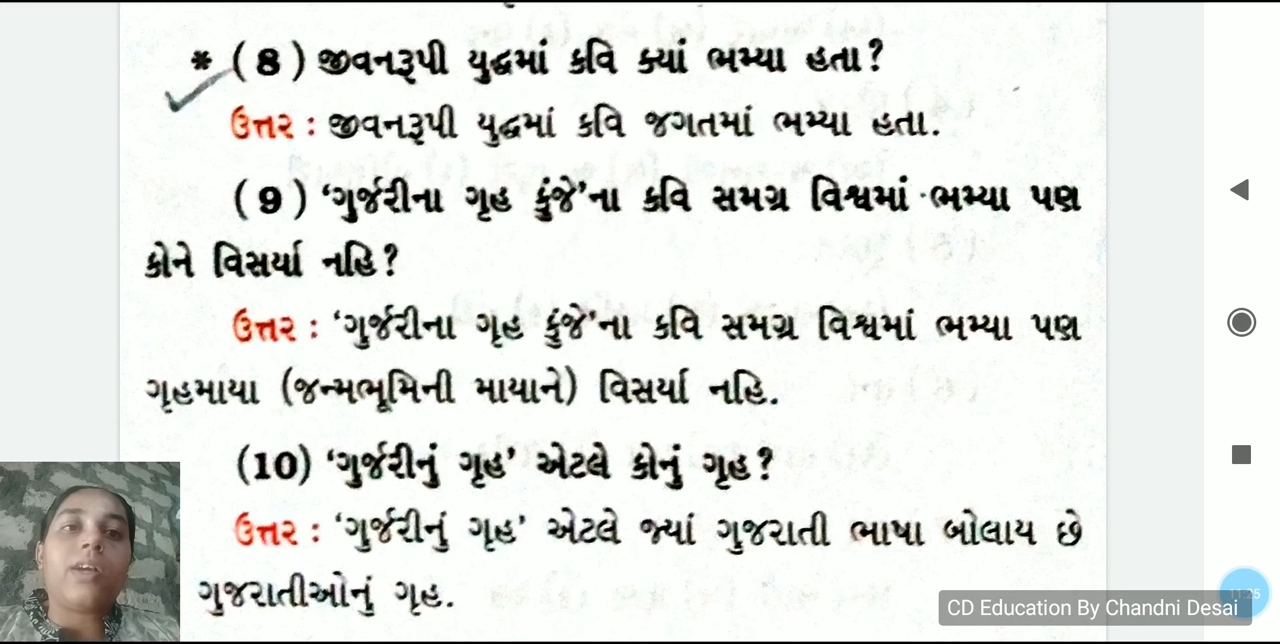 * (8) જીવનરૂપી યુદ્ધમાં કવિ ક્યાં ભમ્યા હતા?
ઉત્તર : જીવનરૂપી યુદ્ધમાં કવિ જગતમાં ભમ્યા હતા.
(9) ‘ગુર્જરીના ગૃહ કુંજે’ના કવિ સમગ્ર વિશ્વમાં ભમ્યા પણ
કોને વિસર્યા નહિ?
ઉત્તર : ‘ગુર્જરીના ગૃહ કુંજે’ના કવિ સમગ્ર વિશ્વમાં ભમ્યા પણ
ગૃહમાયા (જન્મભૂમિની માયાને) વિસર્યા નહિ.
(10) ‘ગુર્જરીનું ગૃહ’ એટલે કોનું ગૃહ?
ઉત્તર : ‘ગુર્જરીનું ગૃહ’ એટલે જ્યાં ગુજરાતી ભાષા બોલાય છે
ગુજરાતીઓનું ગૃહ.
11:25
CD Education By Chandni Desai